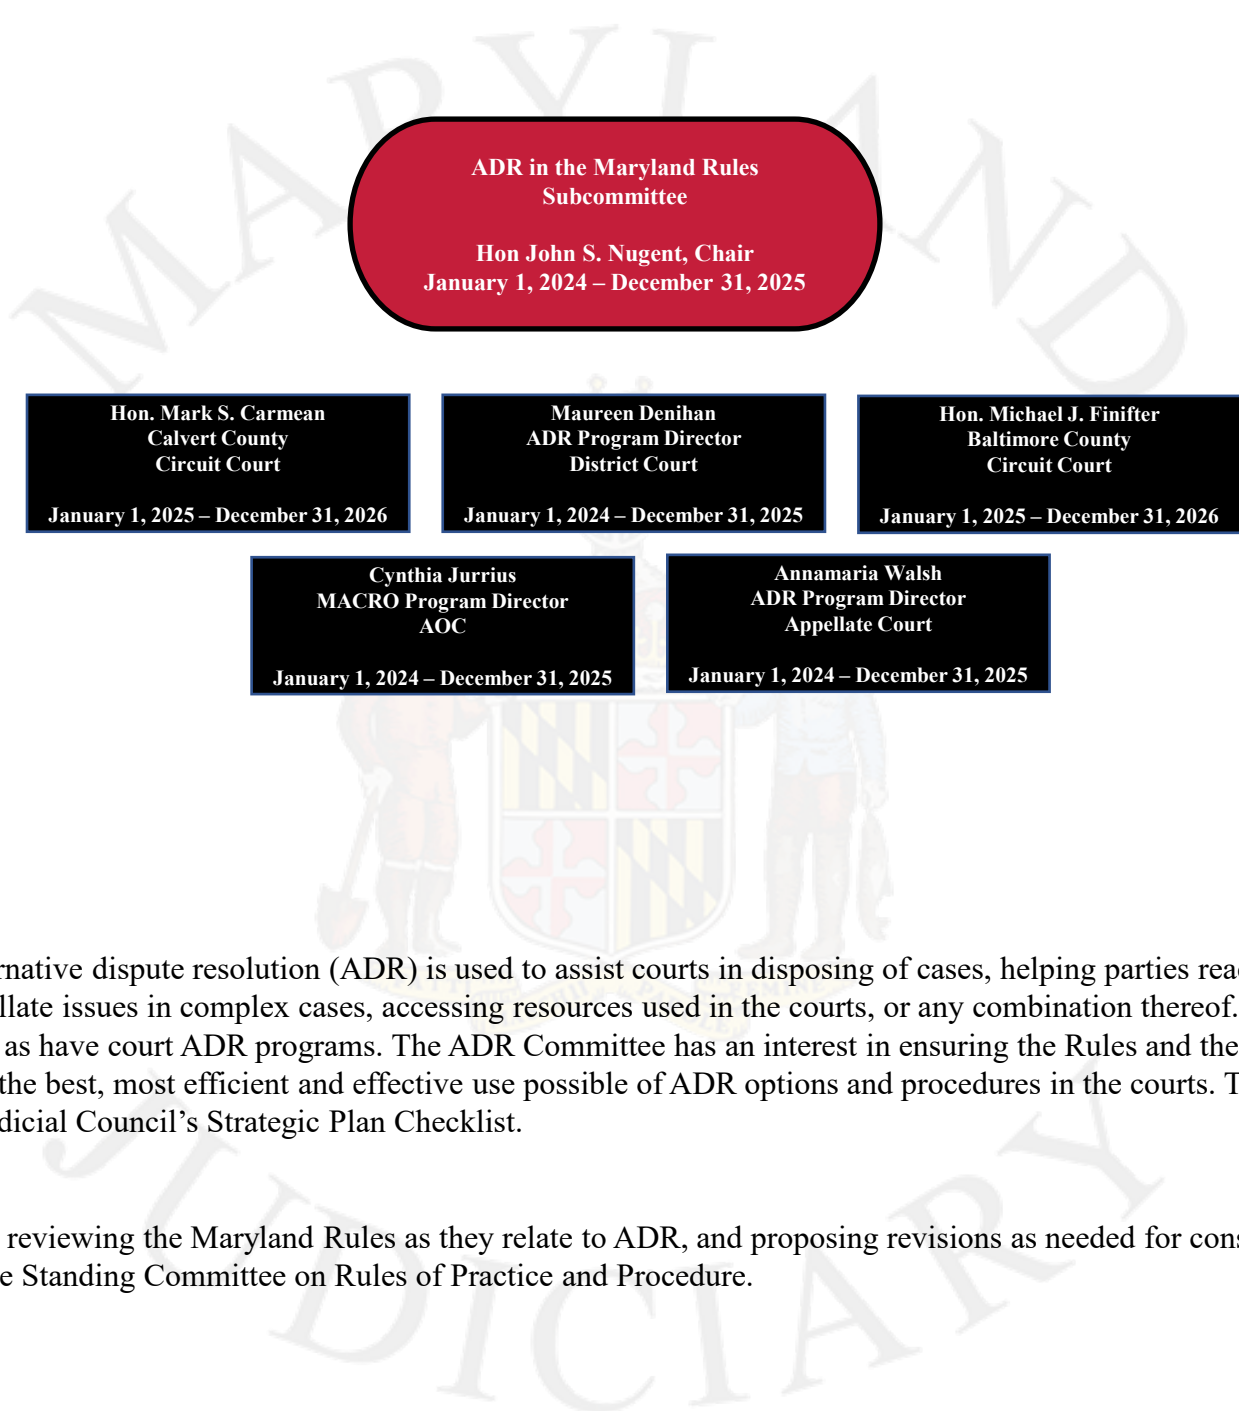 MARYLAND
ADR in the Maryland Rules
Subcommittee
Hon John S. Nugent, Chair
January 1, 2024 – December 31, 2025
Hon. Mark S. Carmean
Calvert County
Circuit Court
January 1, 2025 – December 31, 2026
Maureen Denihan
ADR Program Director
District Court
January 1, 2024 – December 31, 2025
Hon. Michael J. Finifter
Baltimore County
Circuit Court
January 1, 2025 – December 31, 2026
Cynthia Jurrius
MACRO Program Director
AOC
January 1, 2024 – December 31, 2025
Annamaria Walsh
ADR Program Director
Appellate Court
January 1, 2024 – December 31, 2025
rnative dispute resolution (ADR) is used to assist courts in disposing of cases, helping parties reac
llate issues in complex cases, accessing resources used in the courts, or any combination thereof.
as have court ADR programs. The ADR Committee has an interest in ensuring the Rules and the
the best, most efficient and effective use possible of ADR options and procedures in the courts. T
dicial Council’s Strategic Plan Checklist.
reviewing the Maryland Rules as they relate to ADR, and proposing revisions as needed for cons
e Standing Committee on Rules of Practice and Procedure.
JUDICIARY